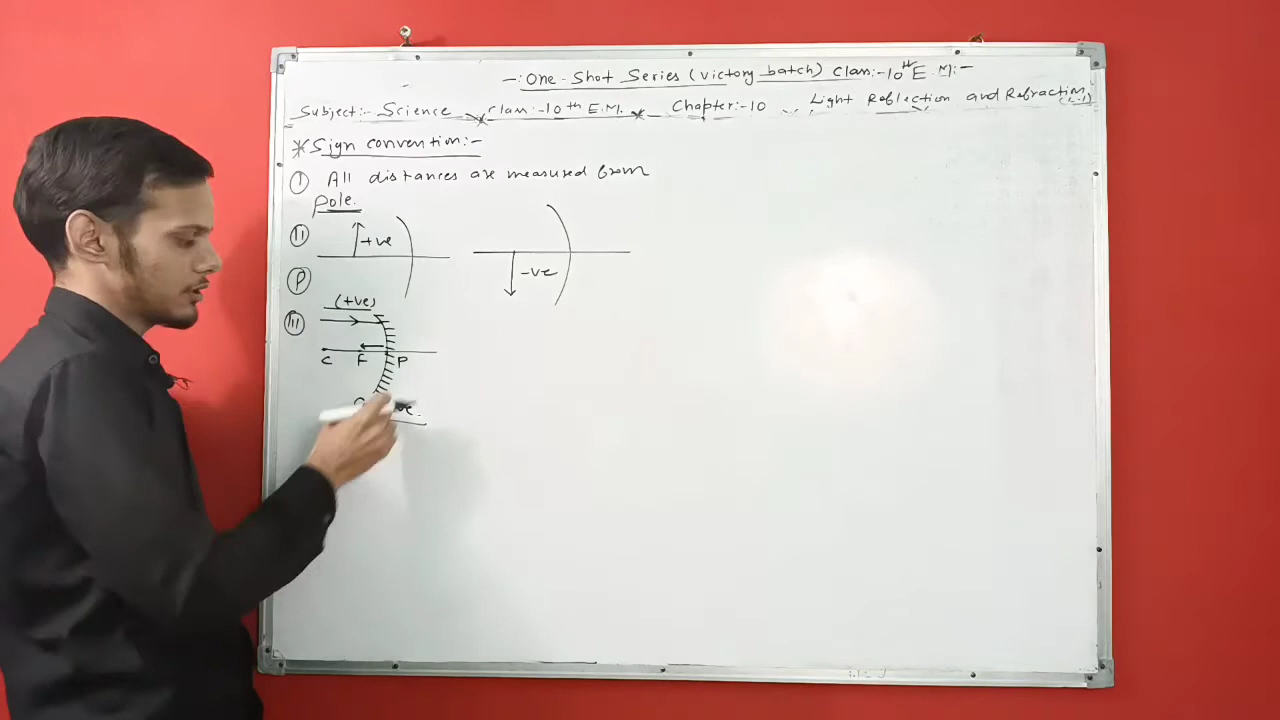 -: One-Shot Series (victory batch) Class:-10th E.M:-
Subject:- Science Class:-10th E.M. Chapter:-10 Light Reflection and Refraction (L-1)
*Sign convention:-
(I) All distances are measured from
pole.
(II) +ve -ve
(P)
(+ve)
(III)
C F P